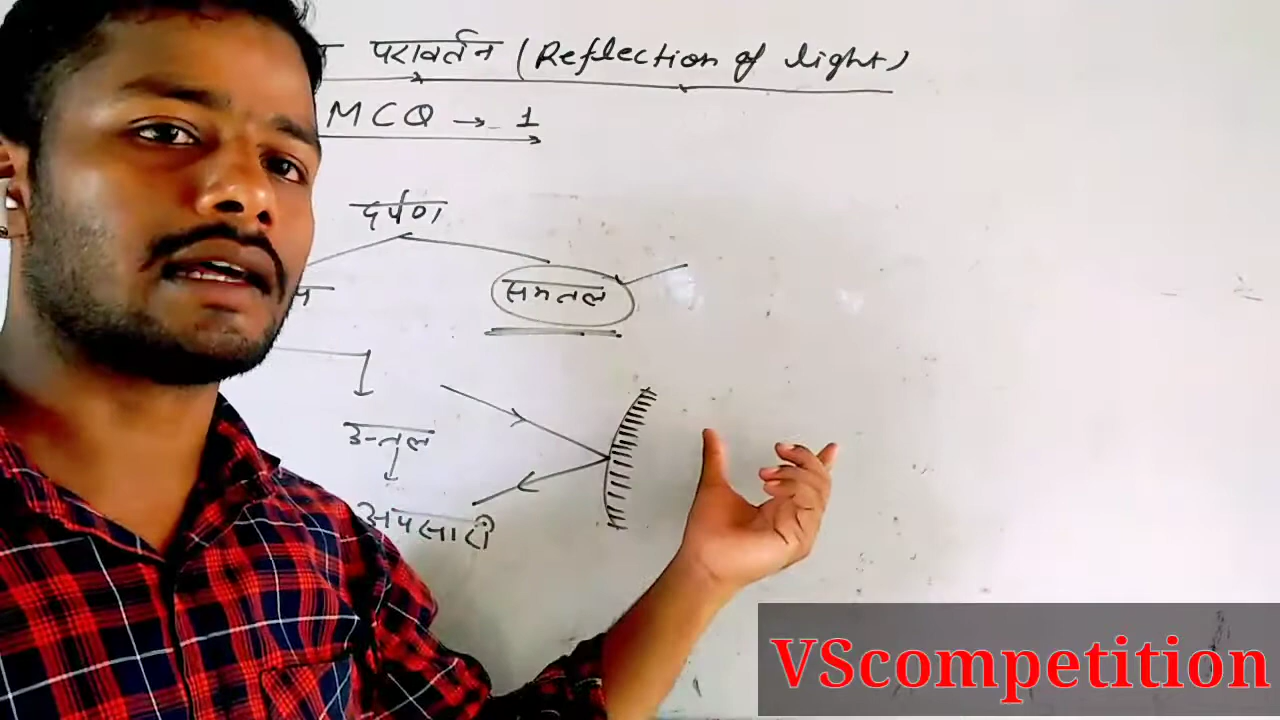 परावर्तन (Reflection of light)
MCQ → 1
दर्पण
समतल
उत्तल
अपसारी
VScompetition